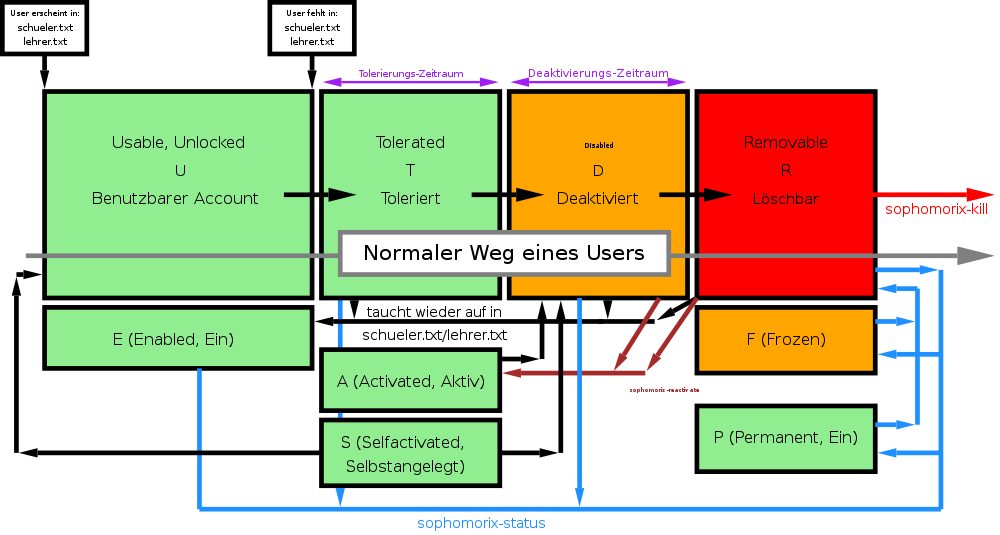 User erscheint in:
schueler.txt
lehrer.txt
User fehlt in:
schueler.txt
lehrer.txt
Tolerierungs-Zeitraum
Deaktivierungs-Zeitraum
Usable, Unlocked
U
Benutzbarer Account
Tolerated
T
Toleriert
Disabled
D
Deaktiviert
Removable
R
Löschbar
sophomorix-kill
Normaler Weg eines Users
taucht wieder auf in
schueler.txt/lehrer.txt
E (Enabled, Ein)
A (Activated, Aktiv)
sophomorix-reactivate
F (Frozen)
S (Selfactivated,
Selbstangelegt)
P (Permanent, Ein)
sophomorix-status